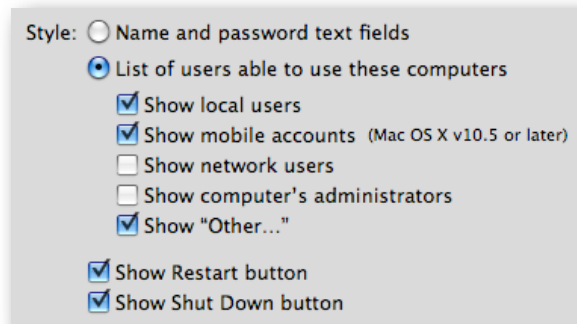 Style: Name and password text fields
List of users able to use these computers
Show local users
Show mobile accounts (Mac OS X v10.5 or later)
Show network users
Show computer's administrators
Show “Other…”
Show Restart button
Show Shut Down button